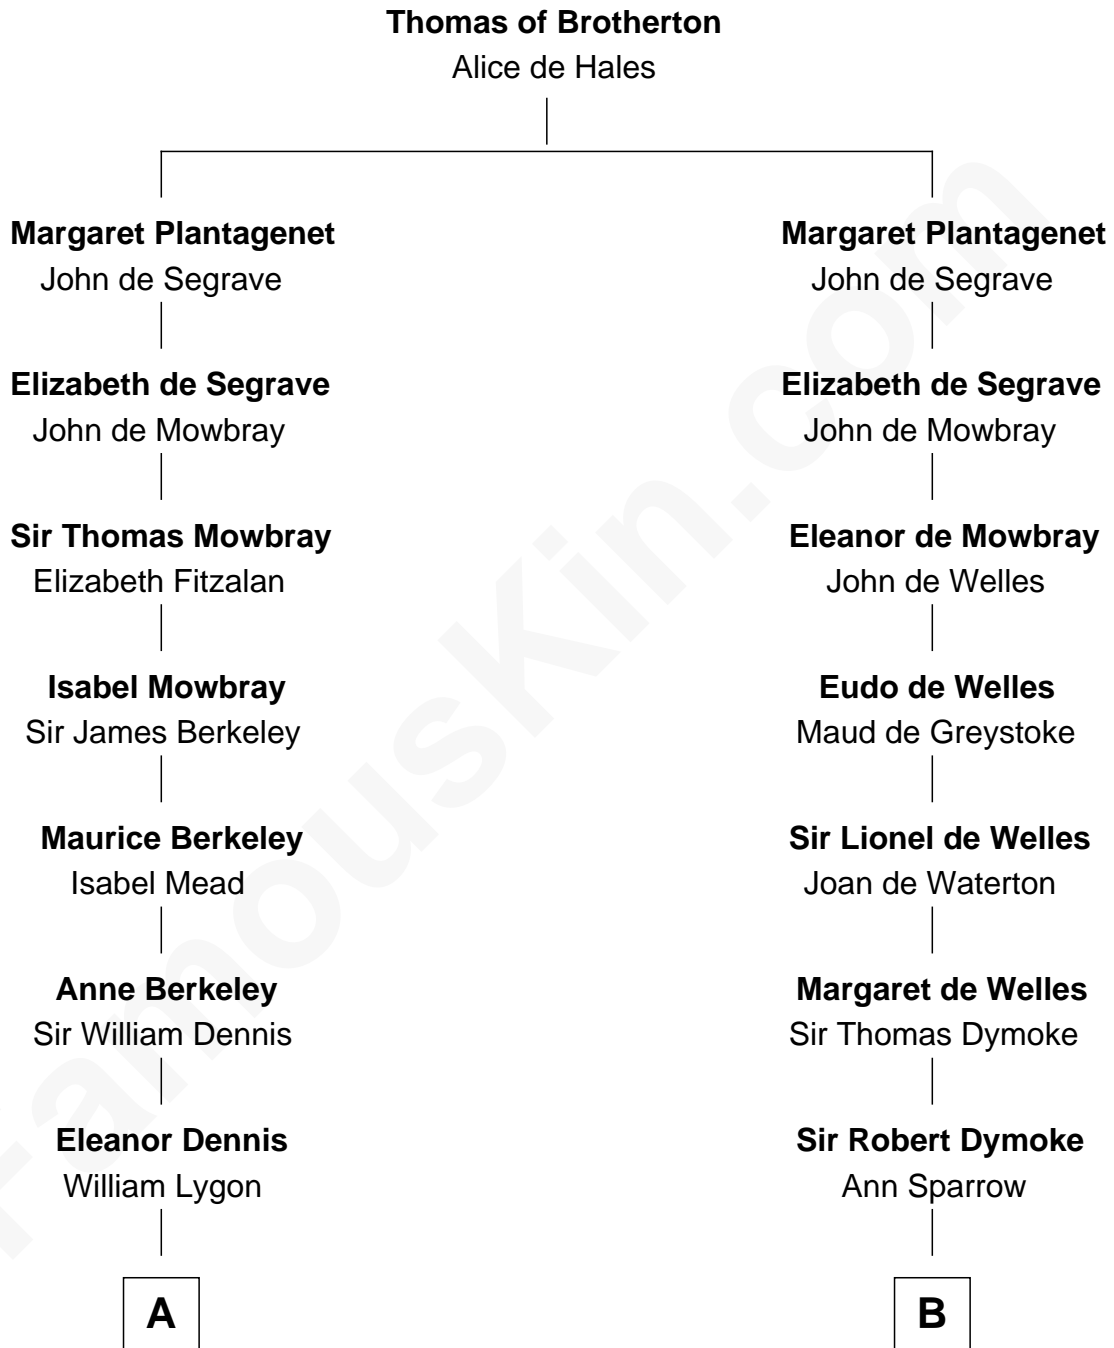 Thomas of Brotherton
Alice de Hales
Margaret Plantagenet
John de Segrave
Elizabeth de Segrave
John de Mowbray
Sir Thomas Mowbray
Elizabeth Fitzalan
Isabel Mowbray
Sir James Berkeley
Maurice Berkeley
Isabel Mead
Anne Berkeley
Sir William Dennis
Eleanor Dennis
William Lygon
A
Margaret Plantagenet
John de Segrave
Elizabeth de Segrave
John de Mowbray
Eleanor de Mowbray
John de Welles
Eudo de Welles
Maud de Greystoke
Sir Lionel de Welles
Joan de Waterton
Margaret de Welles
Sir Thomas Dymoke
Sir Robert Dymoke
Ann Sparrow
B
FamousKin.com